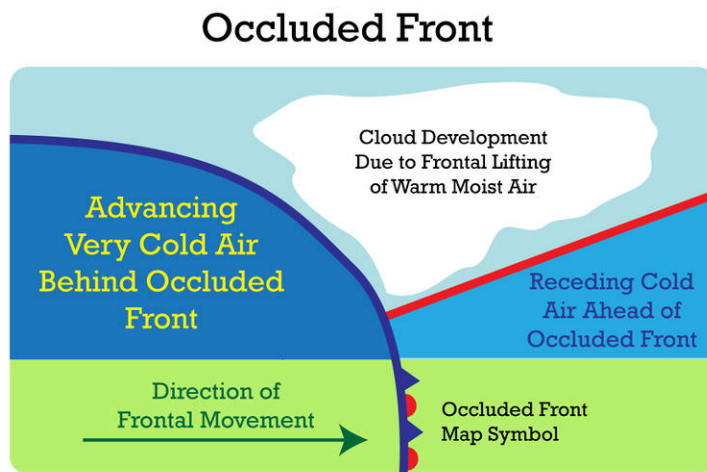 Occluded Front
Cloud Development
Due to Frontal Lifting
of Warm Moist Air
Advancing
Very Cold Air
Behind Occluded
Front
Receding Cold
Air Ahead of
Occluded Front
Direction of
Frontal Movement
Occluded Front
Map Symbol